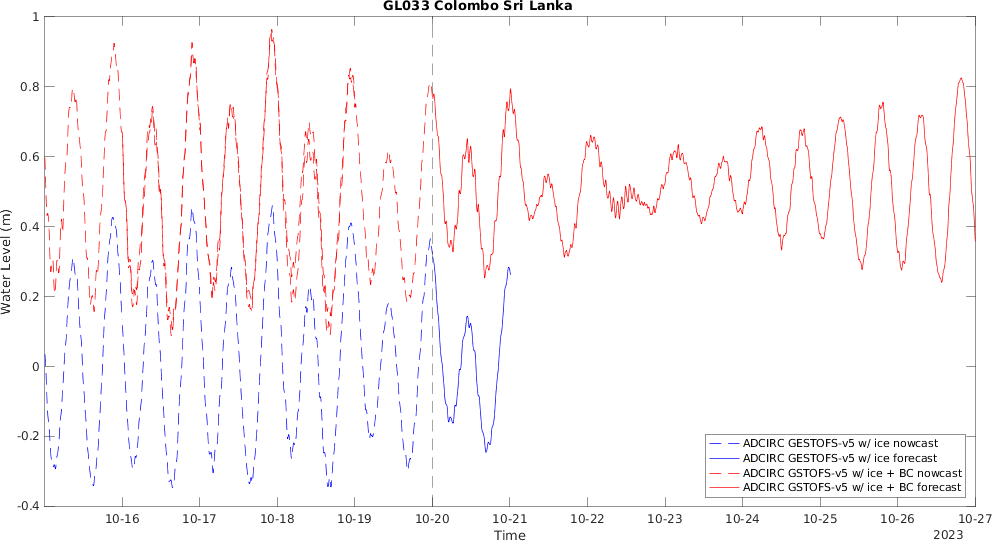 GL033 Colombo Sri Lanka
1
0.8
0.6
0.4
0.2
0
-0.2
-0.4
Water Level (m)
ADCIRC GESTOFS-v5 w/ ice nowcast
ADCIRC GESTOFS-v5 w/ ice forecast
ADCIRC GSTOFS-v5 w/ ice + BC nowcast
ADCIRC GSTOFS-v5 w/ ice + BC forecast
10-16 10-17 10-18 10-19 10-20 10-21 10-22 10-23 10-24 10-25 10-26 10-27
Time
2023